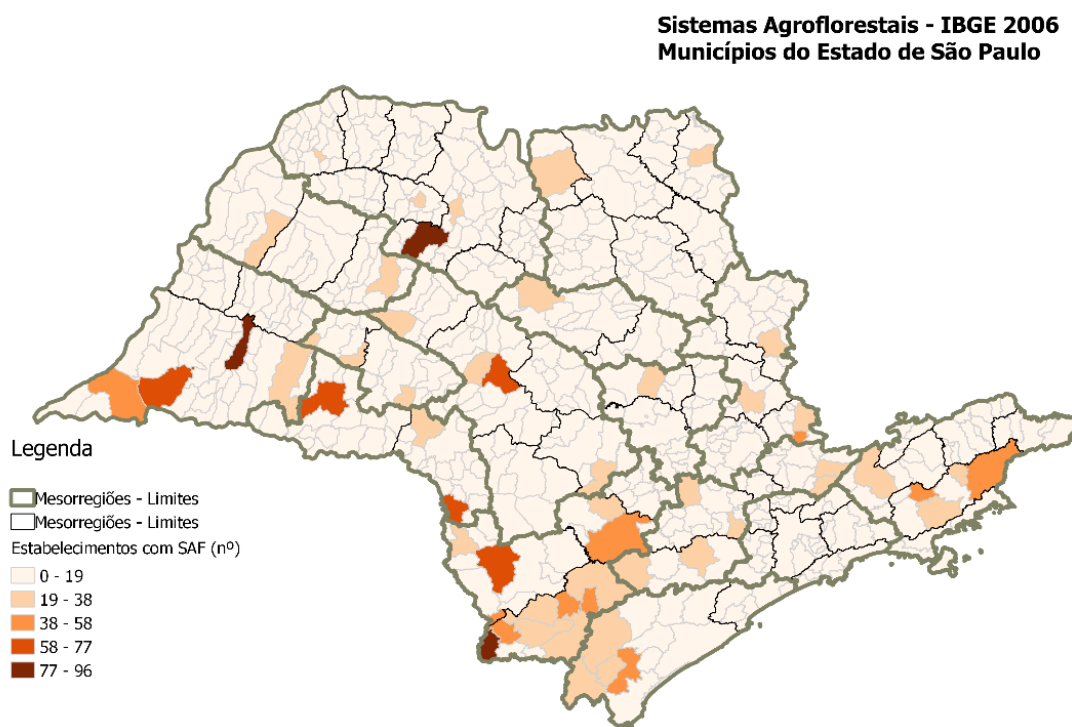 Sistemas Agroflorestais - IBGE 2006
Municípios do Estado de São Paulo
Legenda
Mesorregiões - Limites
Mesorregiões - Limites
Estabelecimentos com SAF (nº)
0 - 19
19 - 38
38 - 58
58 - 77
77 - 96